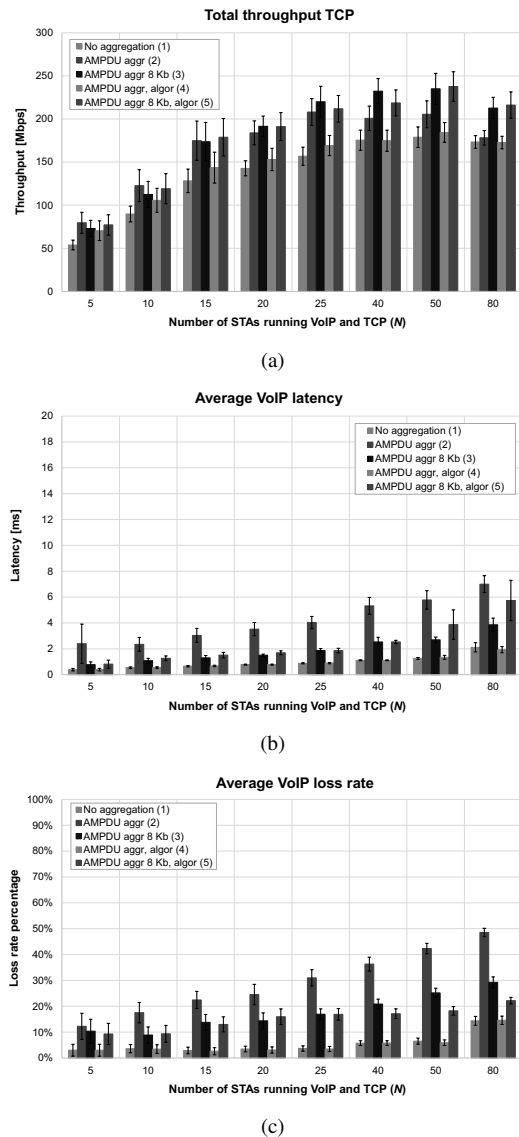 Total throughput TCP
300
250
200
150
100
50
0
Throughput [Mbps]
No aggregation (1)
AMPDU aggr (2)
AMPDU aggr 8 Kb (3)
AMPDU aggr, algor (4)
AMPDU aggr 8 Kb, algor (5)
5 10 15 20 25 40 50 80
Number of STAs running VoIP and TCP (N)
(a)
Average VoIP latency
20
18
16
14
12
10
8
6
4
2
0
Latency [ms]
No aggregation (1)
AMPDU aggr (2)
AMPDU aggr 8 Kb (3)
AMPDU aggr, algor (4)
AMPDU aggr 8 Kb, algor (5)
5 10 15 20 25 40 50 80
Number of STAs running VoIP and TCP (N)
(b)
Average VoIP loss rate
100%
90%
80%
70%
60%
50%
40%
30%
20%
10%
0%
Loss rate percentage
No aggregation (1)
AMPDU aggr (2)
AMPDU aggr 8 Kb (3)
AMPDU aggr, algor (4)
AMPDU aggr 8 Kb, algor (5)
5 10 15 20 25 40 50 80
Number of STAs running VoIP and TCP (N)
(c)